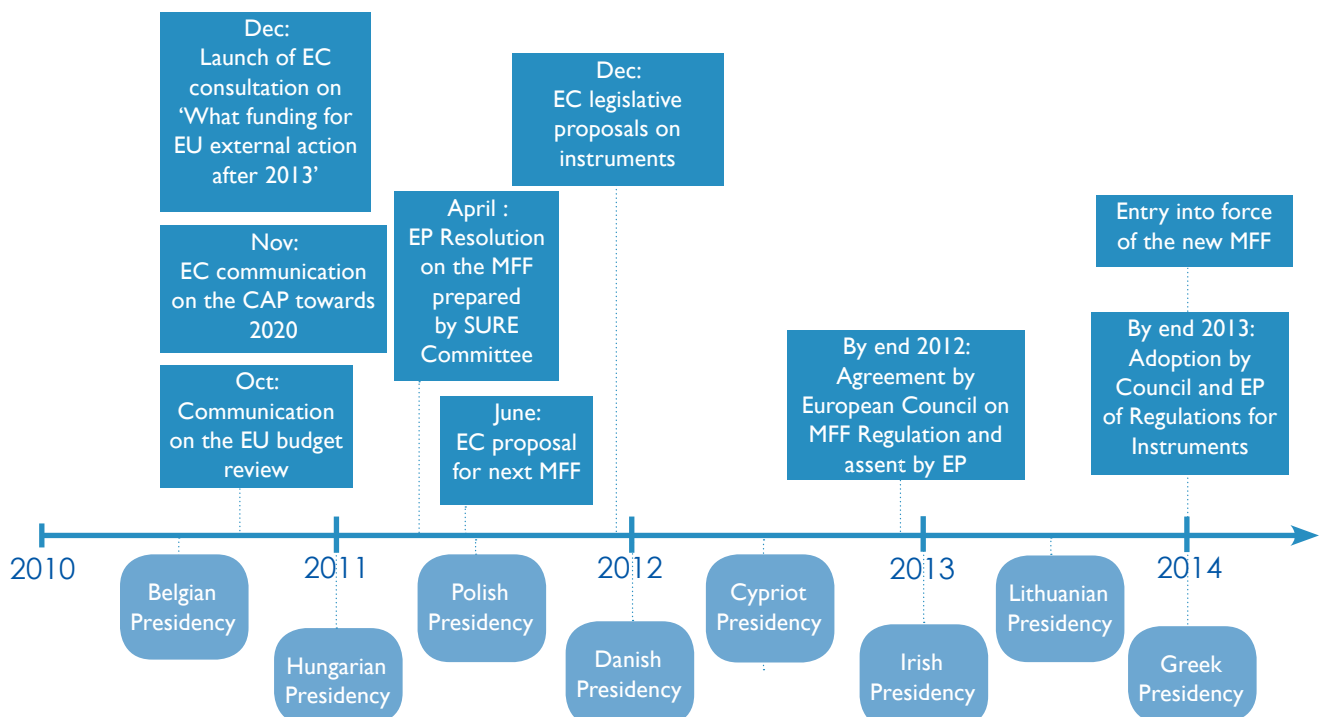 Dec:
Launch of EC
consultation on
‘What funding for
EU external action
after 2013’
Nov:
EC communication
on the CAP towards
2020
Oct:
Communication
on the EU budget
review
April :
EP Resolution
on the MFF
prepared
by SURE
Committee
June:
EC proposal
for next MFF
Dec:
EC legislative
proposals on
instruments
By end 2012:
Agreement by
European Council on
MFF Regulation and
assent by EP
Entry into force
of the new MFF
By end 2013:
Adoption by
Council and EP
of Regulations for
Instruments
2010
2011
2012
2013
2014
Belgian
Presidency
Hungarian
Presidency
Polish
Presidency
Danish
Presidency
Cypriot
Presidency
Irish
Presidency
Lithuanian
Presidency
Greek
Presidency